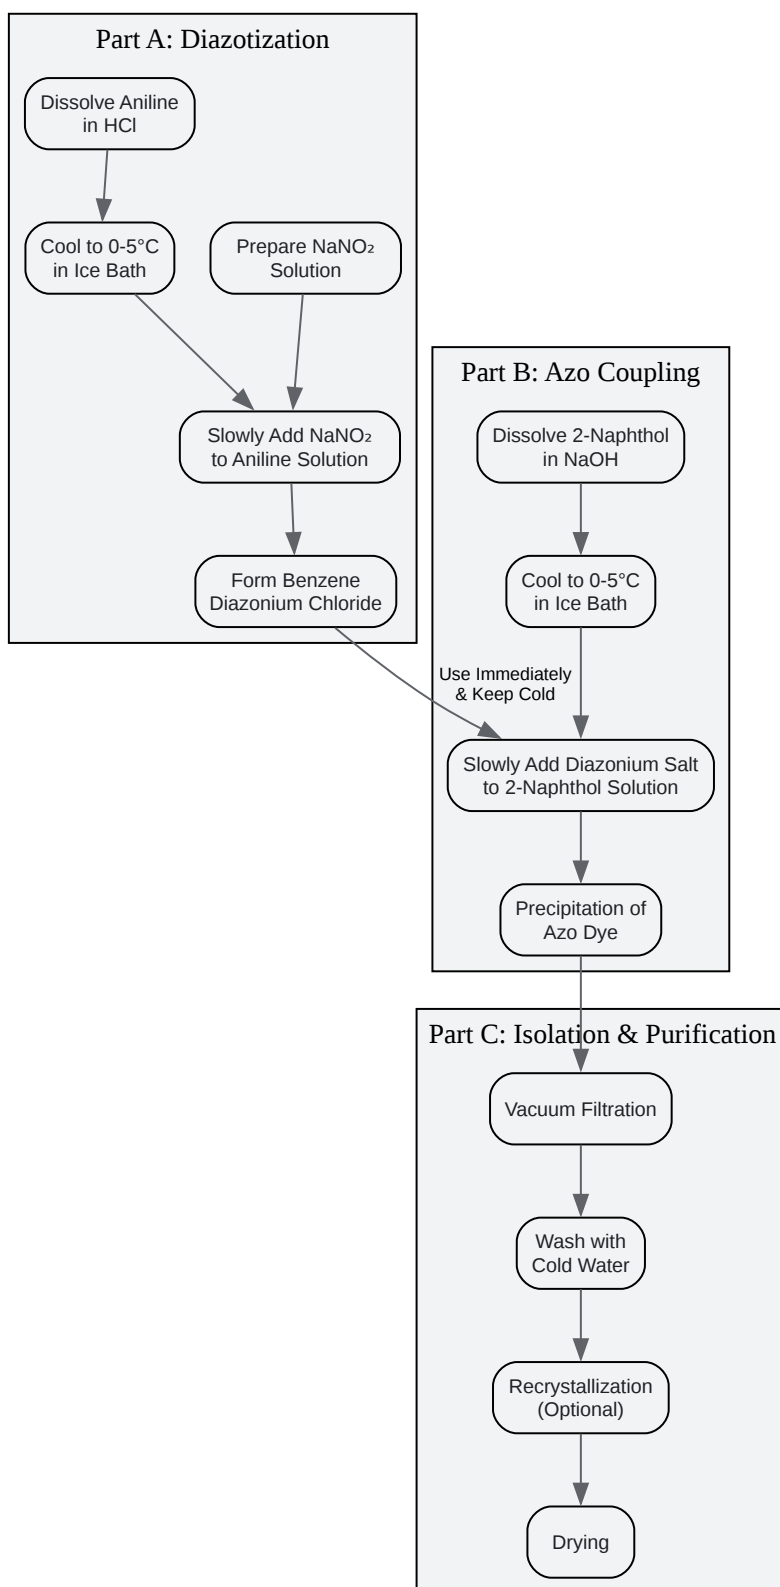 Part A: Diazotization
Dissolve Aniline
in HCl
Cool to 0-5°C
in Ice Bath
Prepare NaNO₂
Solution
Slowly Add NaNO₂
to Aniline Solution
Form Benzene
Diazonium Chloride
Part B: Azo Coupling
Dissolve 2-Naphthol
in NaOH
Cool to 0-5°C
in Ice Bath
Use Immediately
& Keep Cold
Slowly Add Diazonium Salt
to 2-Naphthol Solution
Precipitation of
Azo Dye
Part C: Isolation & Purification
Vacuum Filtration
Wash with
Cold Water
Recrystallization
(Optional)
Drying